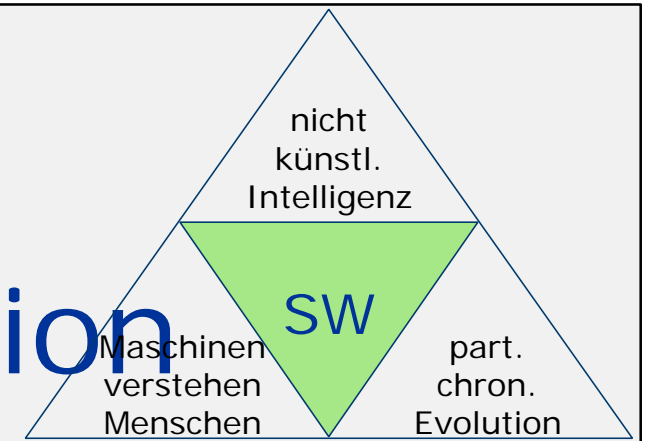 nicht
künstl.
Intelligenz
SW
ion
Maschinen
verstehen
Menschen
part.
chron.
Evolution